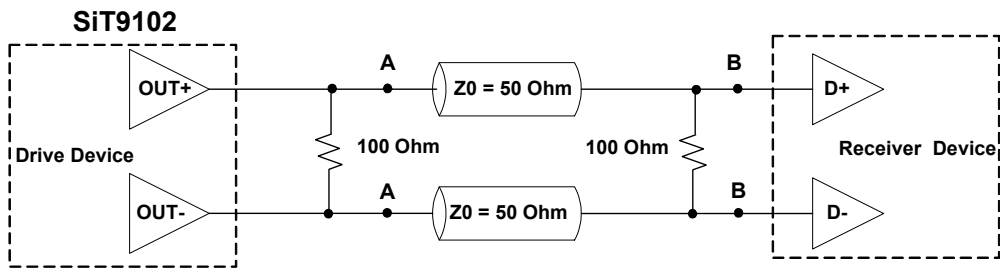 SiT9102
OUT+
A
Z0 = 50 Ohm
B
D+
Drive Device
100 Ohm
100 Ohm
Receiver Device
OUT-
A
Z0 = 50 Ohm
B
D-